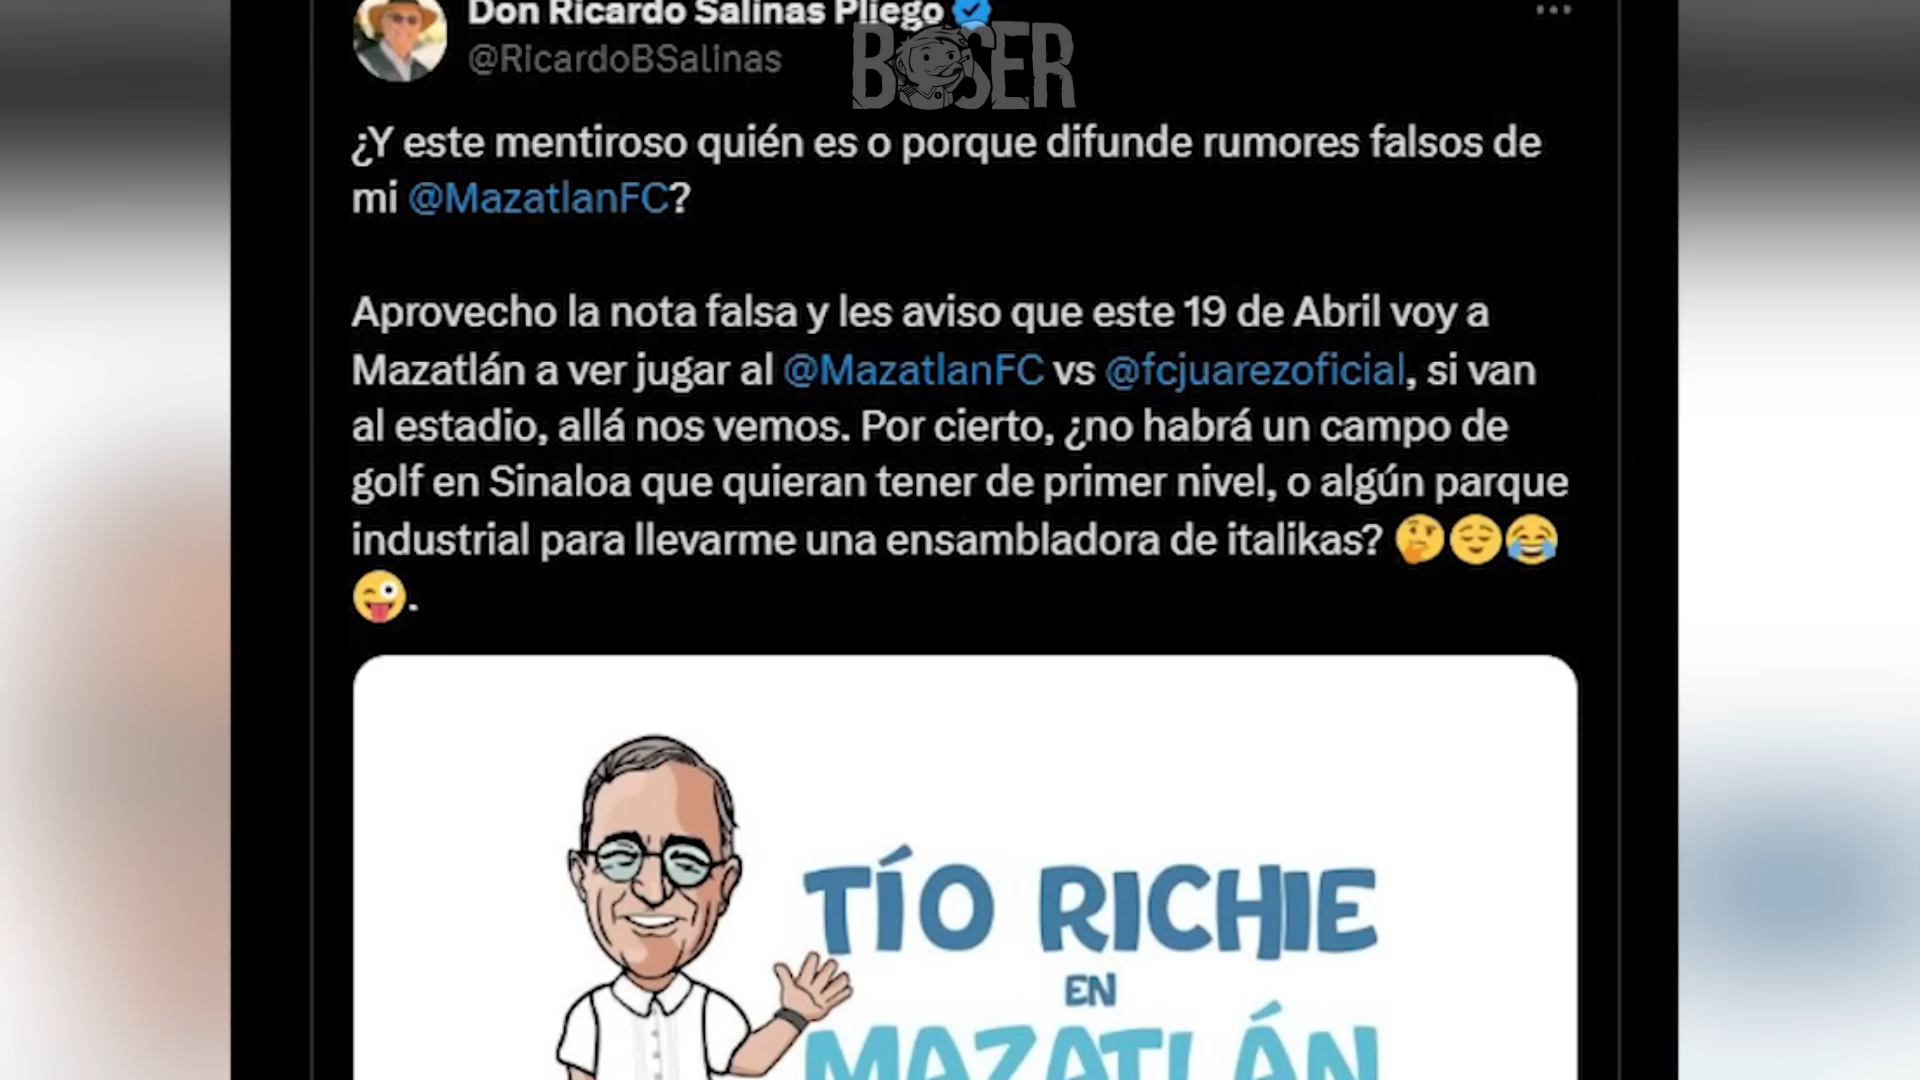 Don Ricardo Salinas Pliego
@RicardoBSalinas
BOSER
¿Y este mentiroso quién es o porque difunde rumores falsos de
mi @MazatlanFC?
Aprovecho la nota falsa y les aviso que este 19 de Abril voy a
Mazatlán a ver jugar al @MazatlanFC vs @fcjuarezoficial, si van
al estadio, allá nos vemos. Por cierto, ¿no habrá un campo de
golf en Sinaloa que quieran tener de primer nivel, o algún parque
industrial para llevarme una ensambladora de italikas? 🤔😌😂
😜.
TÍO RICHIE
EN
MAZATLÁN